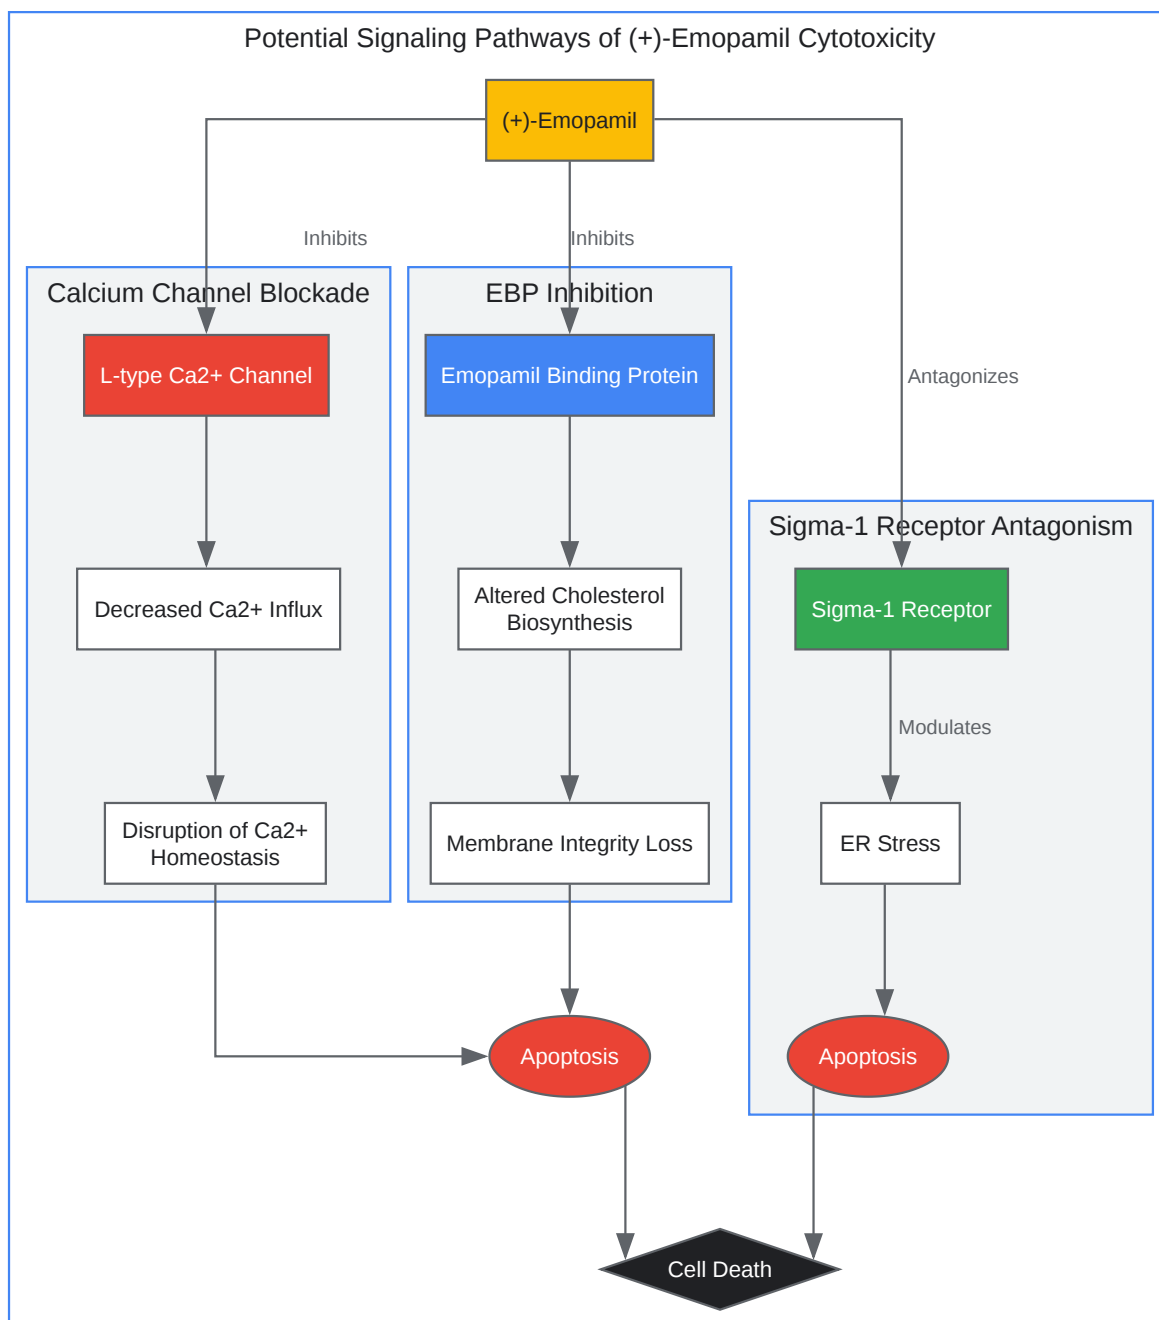 Potential Signaling Pathways of (+)-Emopamil Cytotoxicity
(+)-Emopamil
Inhibits
Inhibits
Calcium Channel Blockade
EBP Inhibition
L-type Ca2+ Channel
Emopamil Binding Protein
Antagonizes
Sigma-1 Receptor Antagonism
Decreased Ca2+ Influx
Altered Cholesterol
Biosynthesis
Sigma-1 Receptor
Modulates
Disruption of Ca2+
Homeostasis
Membrane Integrity Loss
ER Stress
Apoptosis
Apoptosis
Cell Death